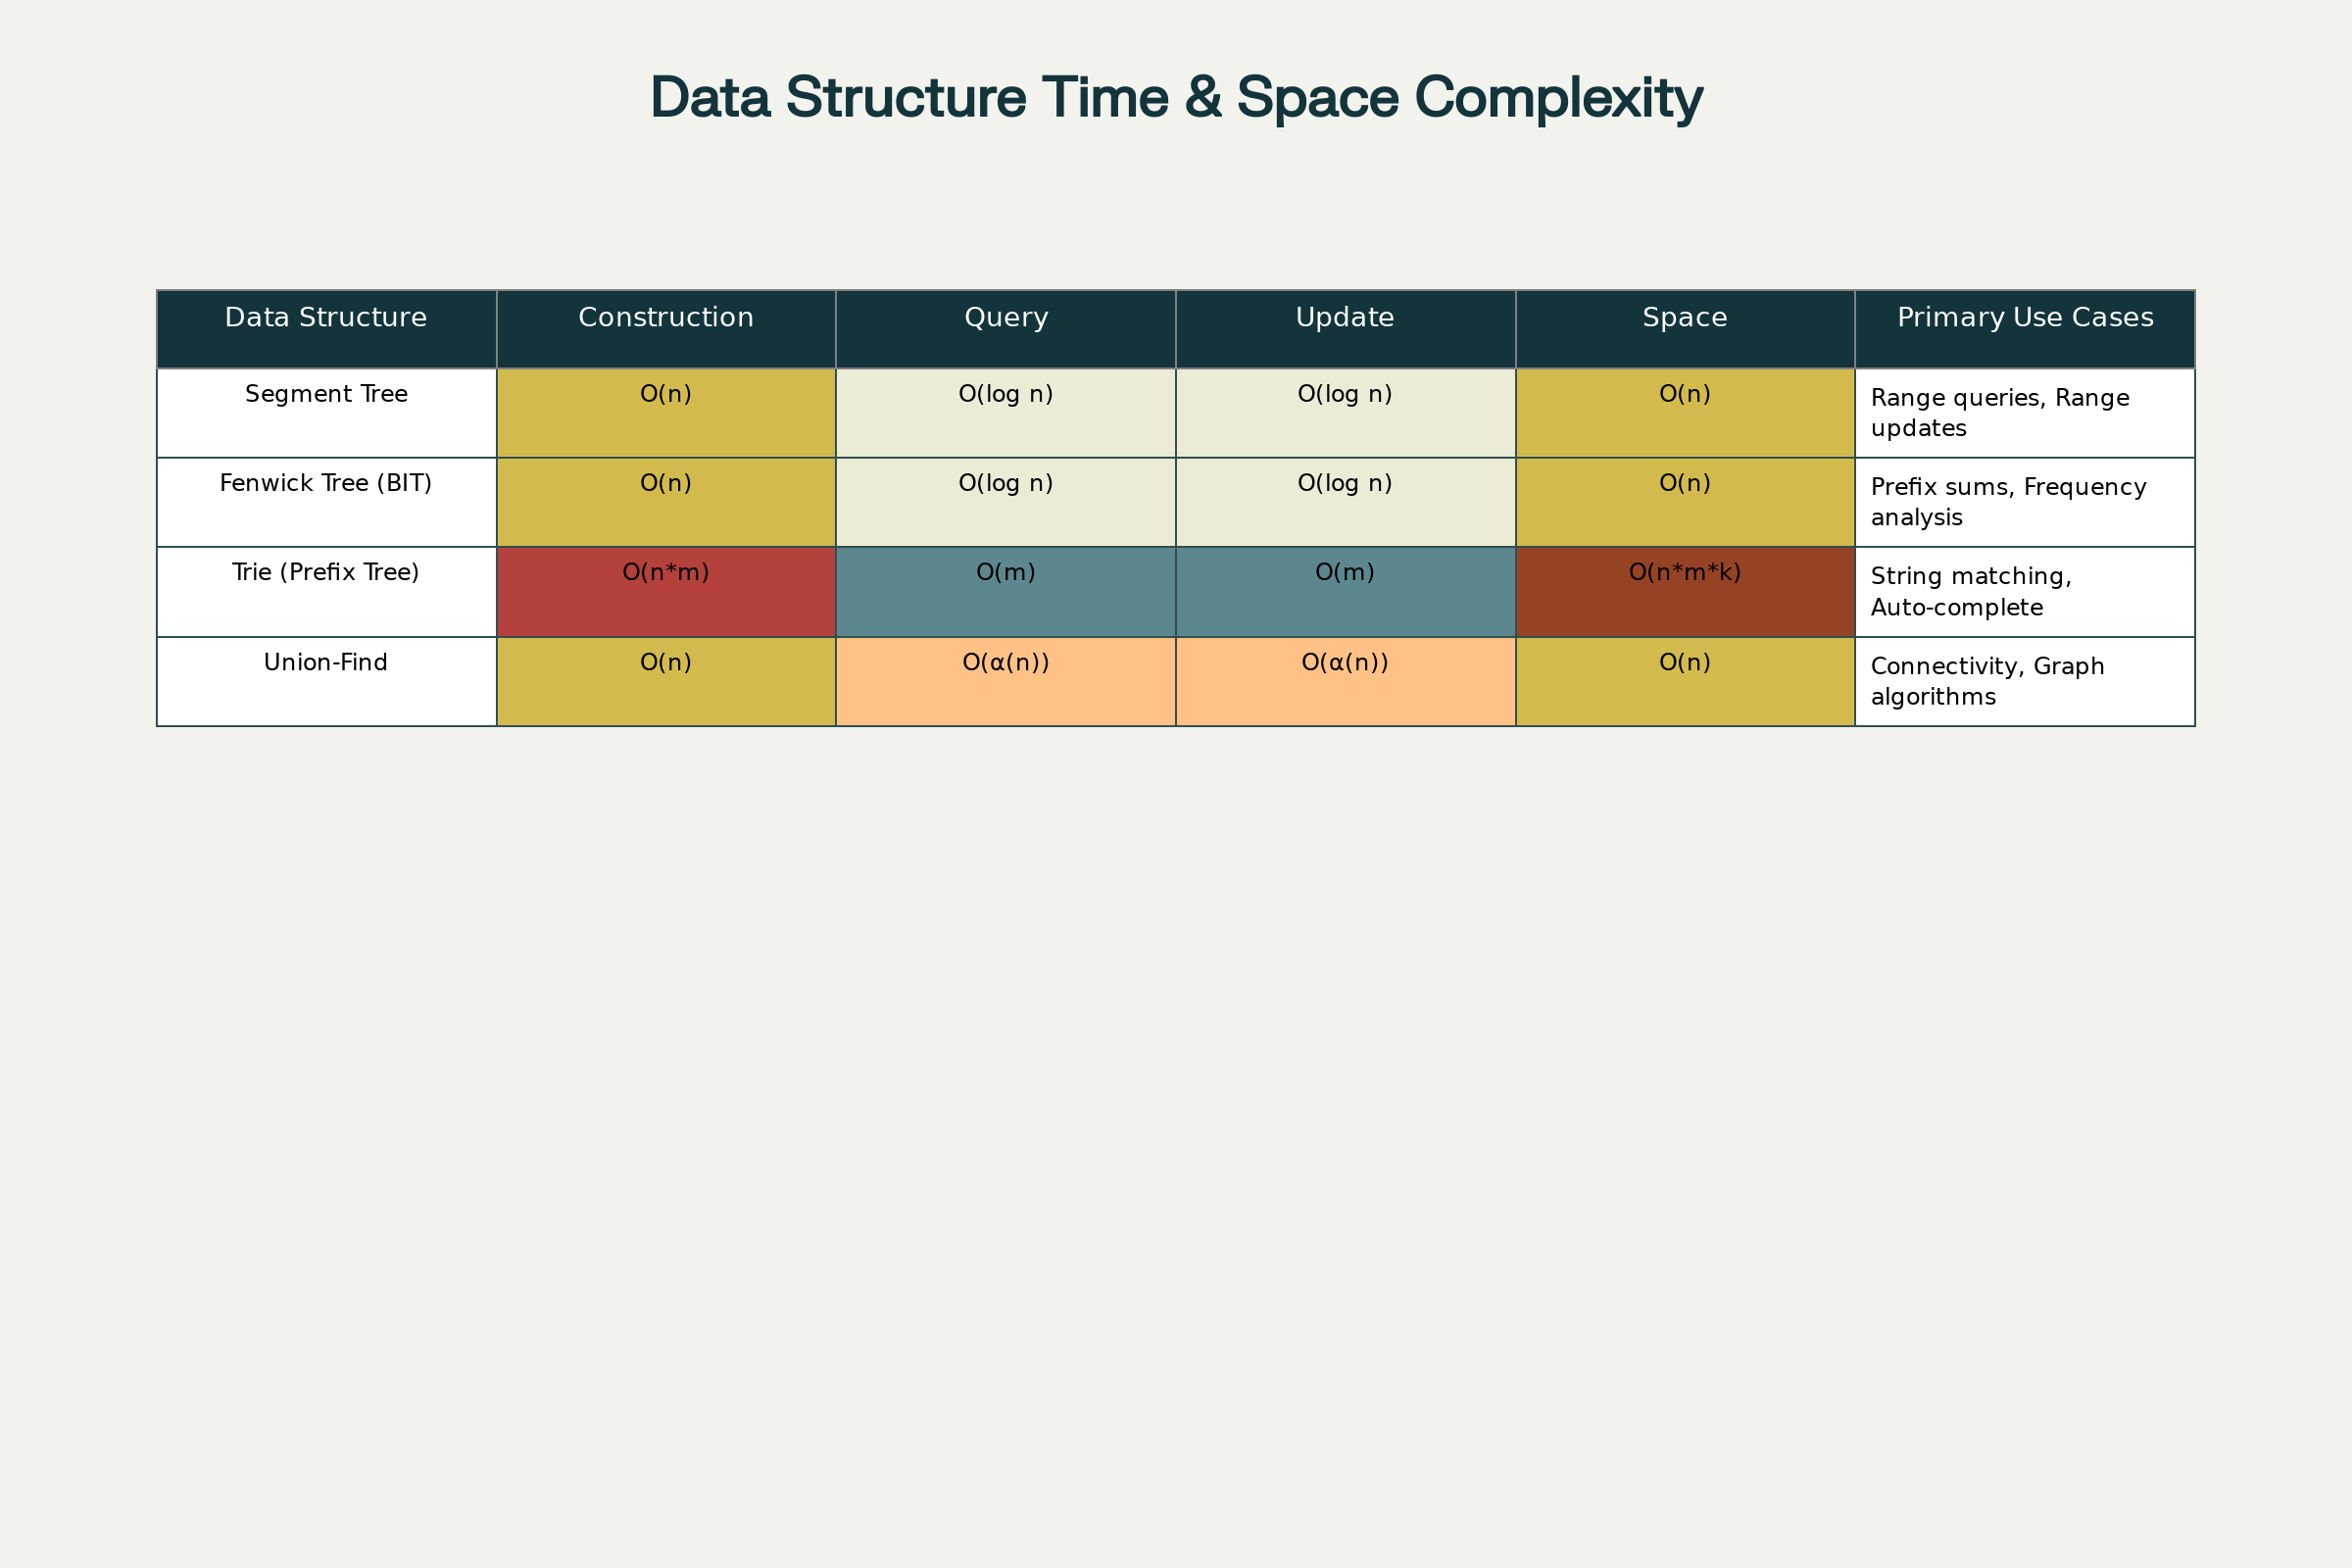 Data Structure Time & Space Complexity
Data Structure Construction Query Update Space Primary Use Cases
Segment Tree O(n) O(log n) O(log n) O(n) Range queries, Range
updates
Fenwick Tree (BIT) O(n) O(log n) O(log n) O(n) Prefix sums, Frequency
analysis
Trie (Prefix Tree) O(n*m) O(m) O(m) O(n*m*k) String matching,
Auto-complete
Union-Find O(n) O(α(n)) O(α(n)) O(n) Connectivity, Graph
algorithms